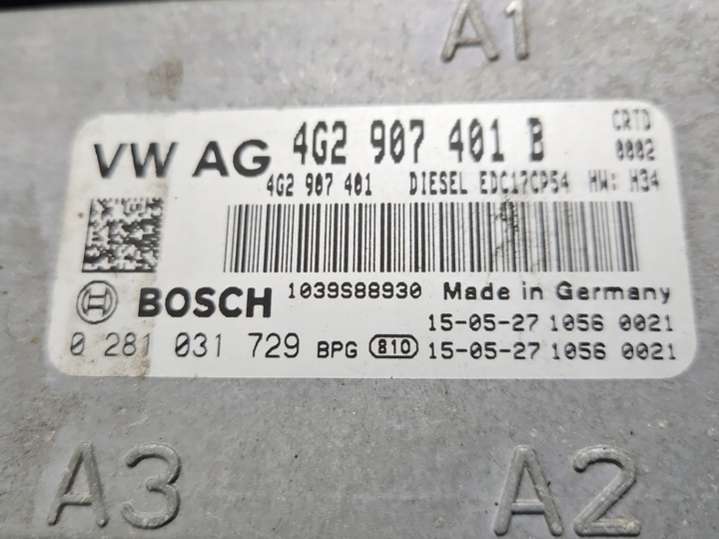 A1
VW AG 4G2 907 401 B CRTD
0002
4G2 907 401 DIESEL EDC17CP54 HW: H34
BOSCH 1039S88930 Made in Germany
15-05-27 1056 0021
0 281 031 729 BPG 810 15-05-27 1056 0021
A3 A2